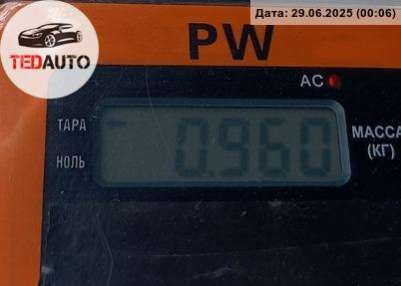 Дата: 29.06.2025 (00:06)
TEDAUTO
PW
AC
ТАРА
НОЛЬ
0.960
МАССА
(КГ)